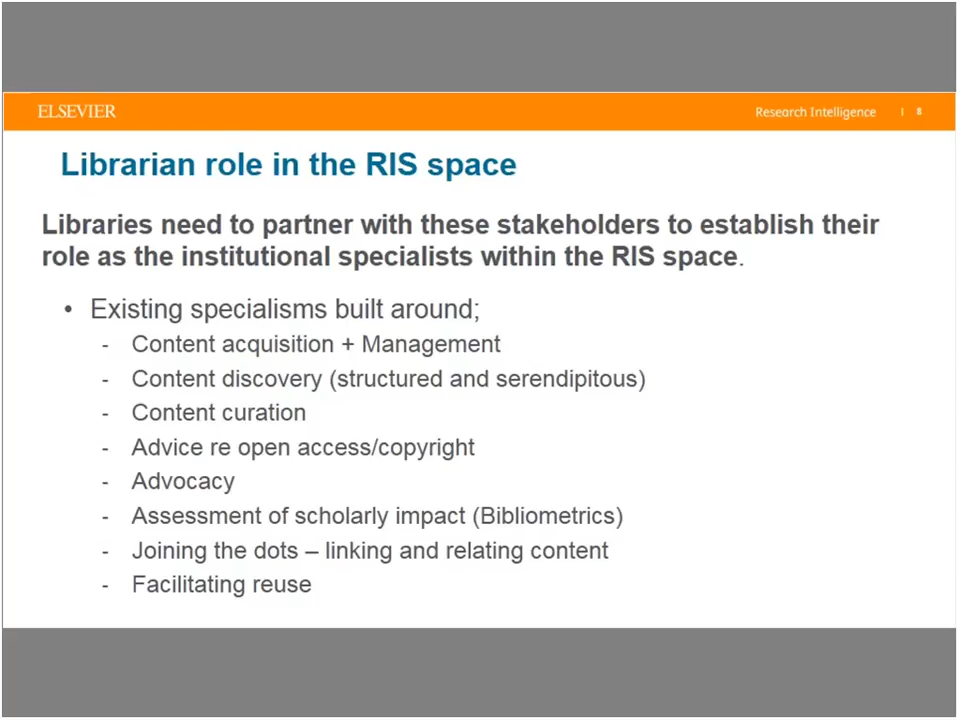 ELSEVIER
Research Intelligence | 8
Librarian role in the RIS space
Libraries need to partner with these stakeholders to establish their
role as the institutional specialists within the RIS space.
• Existing specialisms built around;
- Content acquisition + Management
- Content discovery (structured and serendipitous)
- Content curation
- Advice re open access/copyright
- Advocacy
- Assessment of scholarly impact (Bibliometrics)
- Joining the dots – linking and relating content
- Facilitating reuse